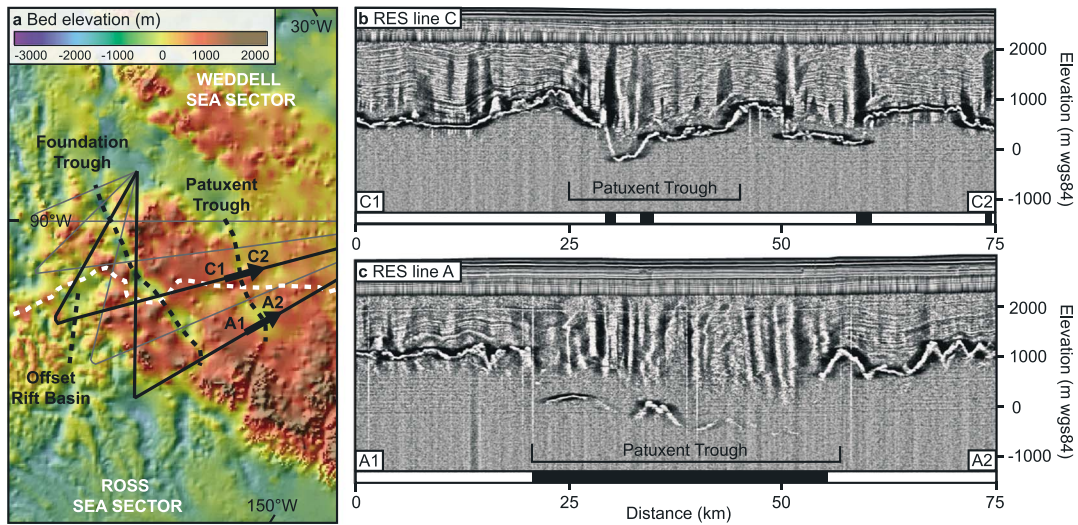 a Bed elevation (m)
-3000 -2000 -1000 0 1000 2000
30°W
WEDDELL
SEA SECTOR
Foundation
Trough
Patuxent
Trough
90°W
C1 C2
A2
A1
Offset
Rift Basin
ROSS
SEA SECTOR
150°W
b RES line C
2000
1000
0
-1000
Elevation (m wgs84)
Patuxent Trough
C1 C2
0 25 50 75
c RES line A
2000
1000
0
-1000
Elevation (m wgs84)
Patuxent Trough
A1 A2
0 25 50 75
Distance (km)